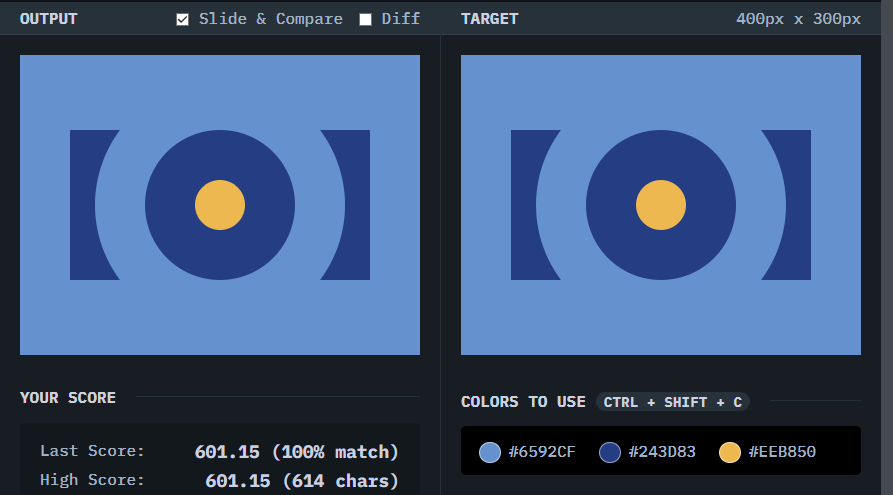 OUTPUT Slide & Compare Diff TARGET 400px x 300px
YOUR SCORE
COLORS TO USE CTRL + SHIFT + C
Last Score: 601.15 (100% match)
High Score: 601.15 (614 chars)
#6592CF #243D83 #EEB850